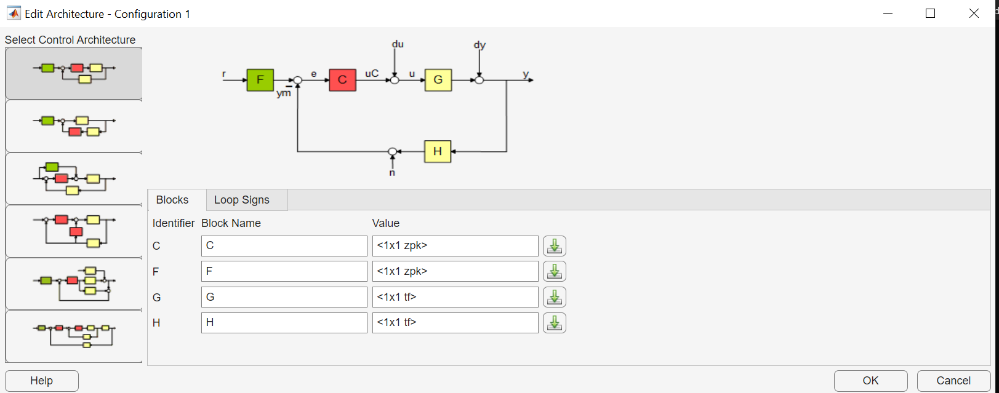 Edit Architecture - Configuration 1
Select Control Architecture
du
dy
r
F
e
C
uC
u
G
y
ym
H
n
Blocks
Loop Signs
Identifier Block Name Value
C C <1x1 zpk>
F F <1x1 zpk>
G G <1x1 tf>
H H <1x1 tf>
Help
OK
Cancel